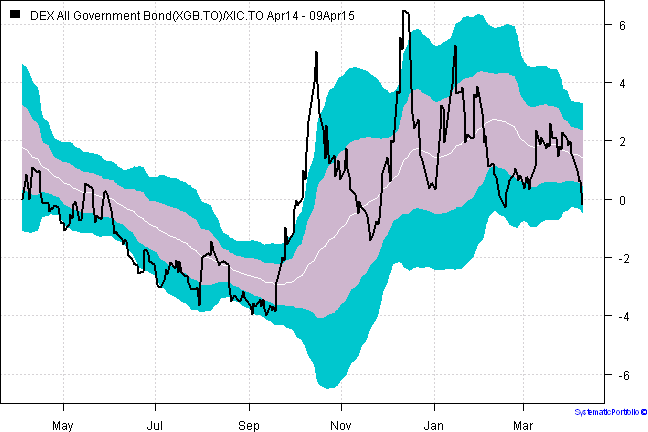 DEX All Government Bond(XGB.TO)/XIC.TO Apr14 - 09Apr15
6
4
2
0
-2
-4
-6
May Jul Sep Nov Jan Mar
SystematicPortfolio ©